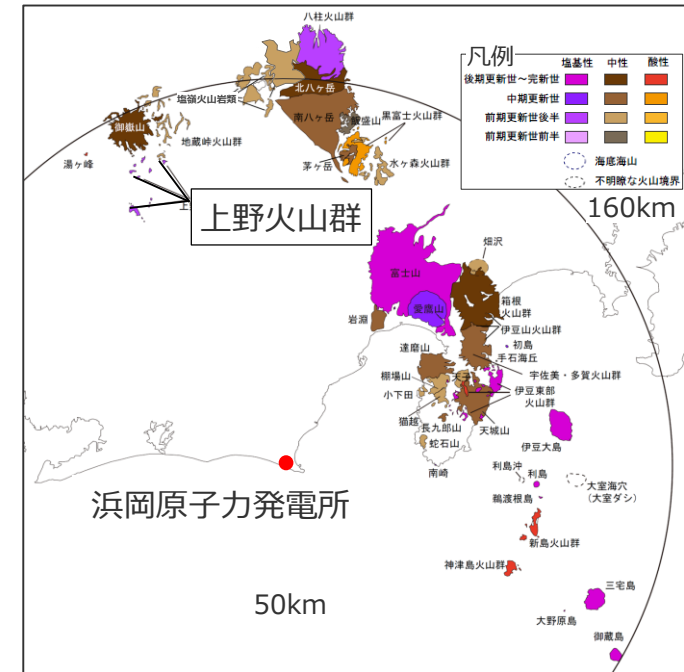 八柱火山群
凡例
塩基性 中性 酸性
後期更新世～完新世
中期更新世
前期更新世後半
前期更新世前半
海底海山
不明瞭な火山境界
160km
塩嶺火山岩類
北八ヶ岳
御嶽山
南八ヶ岳
飯盛山
黒富士火山群
地蔵峠火山群
湯ヶ峰
茅ヶ岳
水ヶ森火山群
上
上野火山群
畑沢
富士山
箱根
火山群
愛鷹山
岩淵
伊豆山火山群
初島
達磨山
手石海丘
棚場山
天子
宇佐美・多賀火山群
小下田
伊東部
伊豆東部
火山群
猫越
長九郎山
天城山
蛇石山
伊豆大島
南崎
利島沖
利島
大室海穴
(大室ダシ)
浜岡原子力発電所
鵜渡根島
新島火山群
神津島火山群
50km
三宅島
大野原島
御蔵島